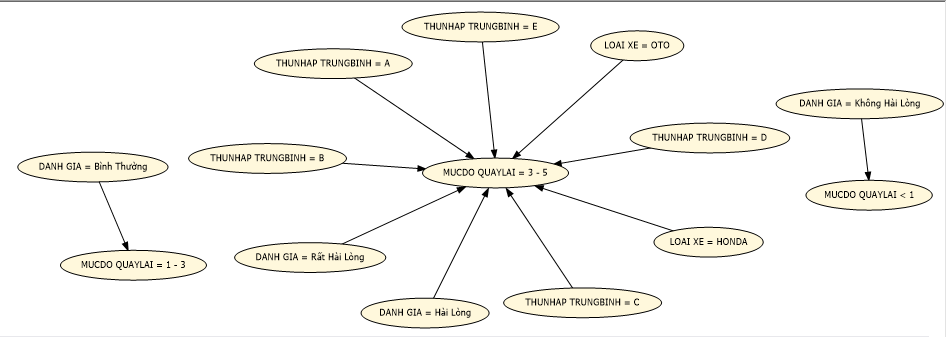 THUNHAP TRUNGBINH = E
LOAI XE = OTO
THUNHAP TRUNGBINH = A
DANH GIA = Không Hài Lòng
THUNHAP TRUNGBINH = D
THUNHAP TRUNGBINH = B
DANH GIA = Bình Thường
MUCDO QUAYLAI = 3 - 5
MUCDO QUAYLAI < 1
LOAI XE = HONDA
DANH GIA = Rất Hài Lòng
MUCDO QUAYLAI = 1 - 3
THUNHAP TRUNGBINH = C
DANH GIA = Hài Lòng